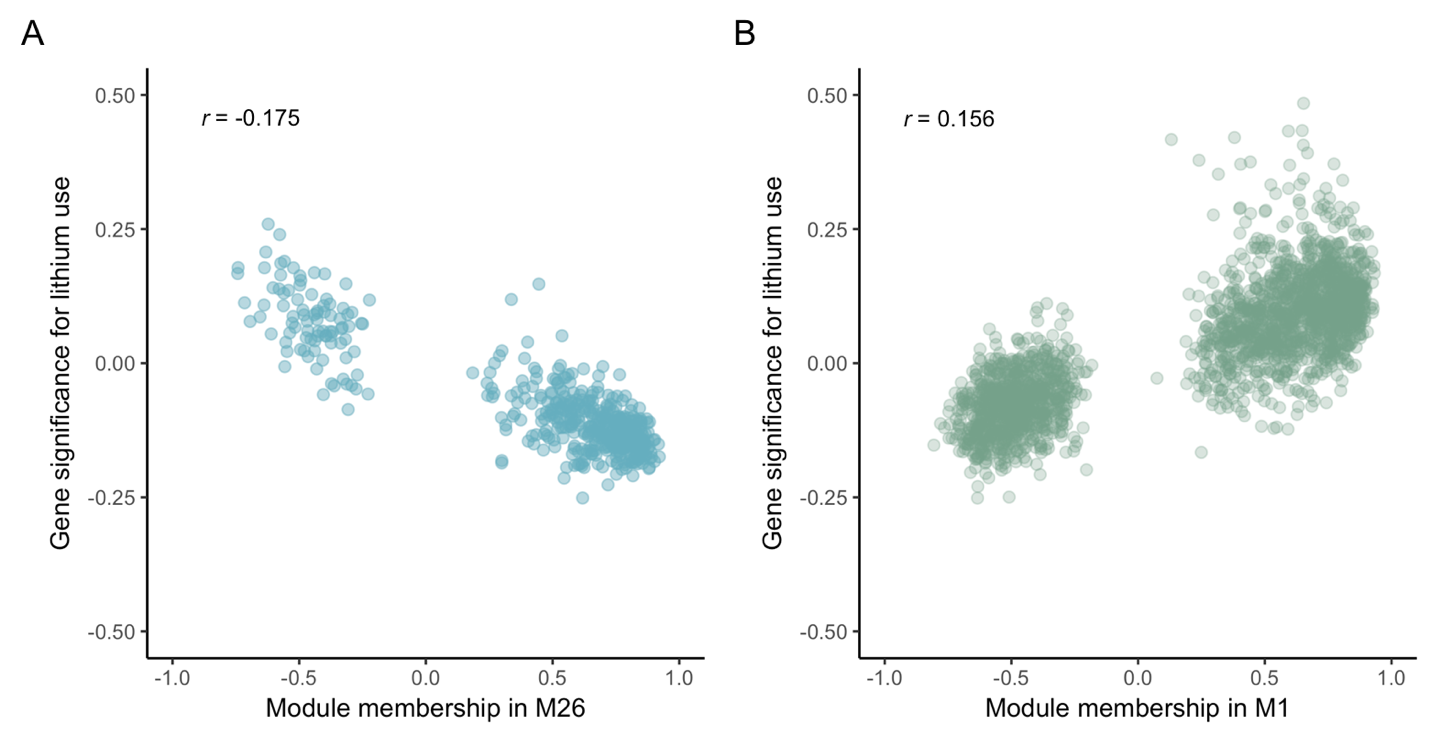 A
B
0.50
0.25
0.00
-0.25
-0.50
Gene significance for lithium use
r = -0.175
-1.0
-0.5
0.0
0.5
1.0
Module membership in M26
0.50
0.25
0.00
-0.25
-0.50
Gene significance for lithium use
r = 0.156
-1.0
-0.5
0.0
0.5
1.0
Module membership in M1